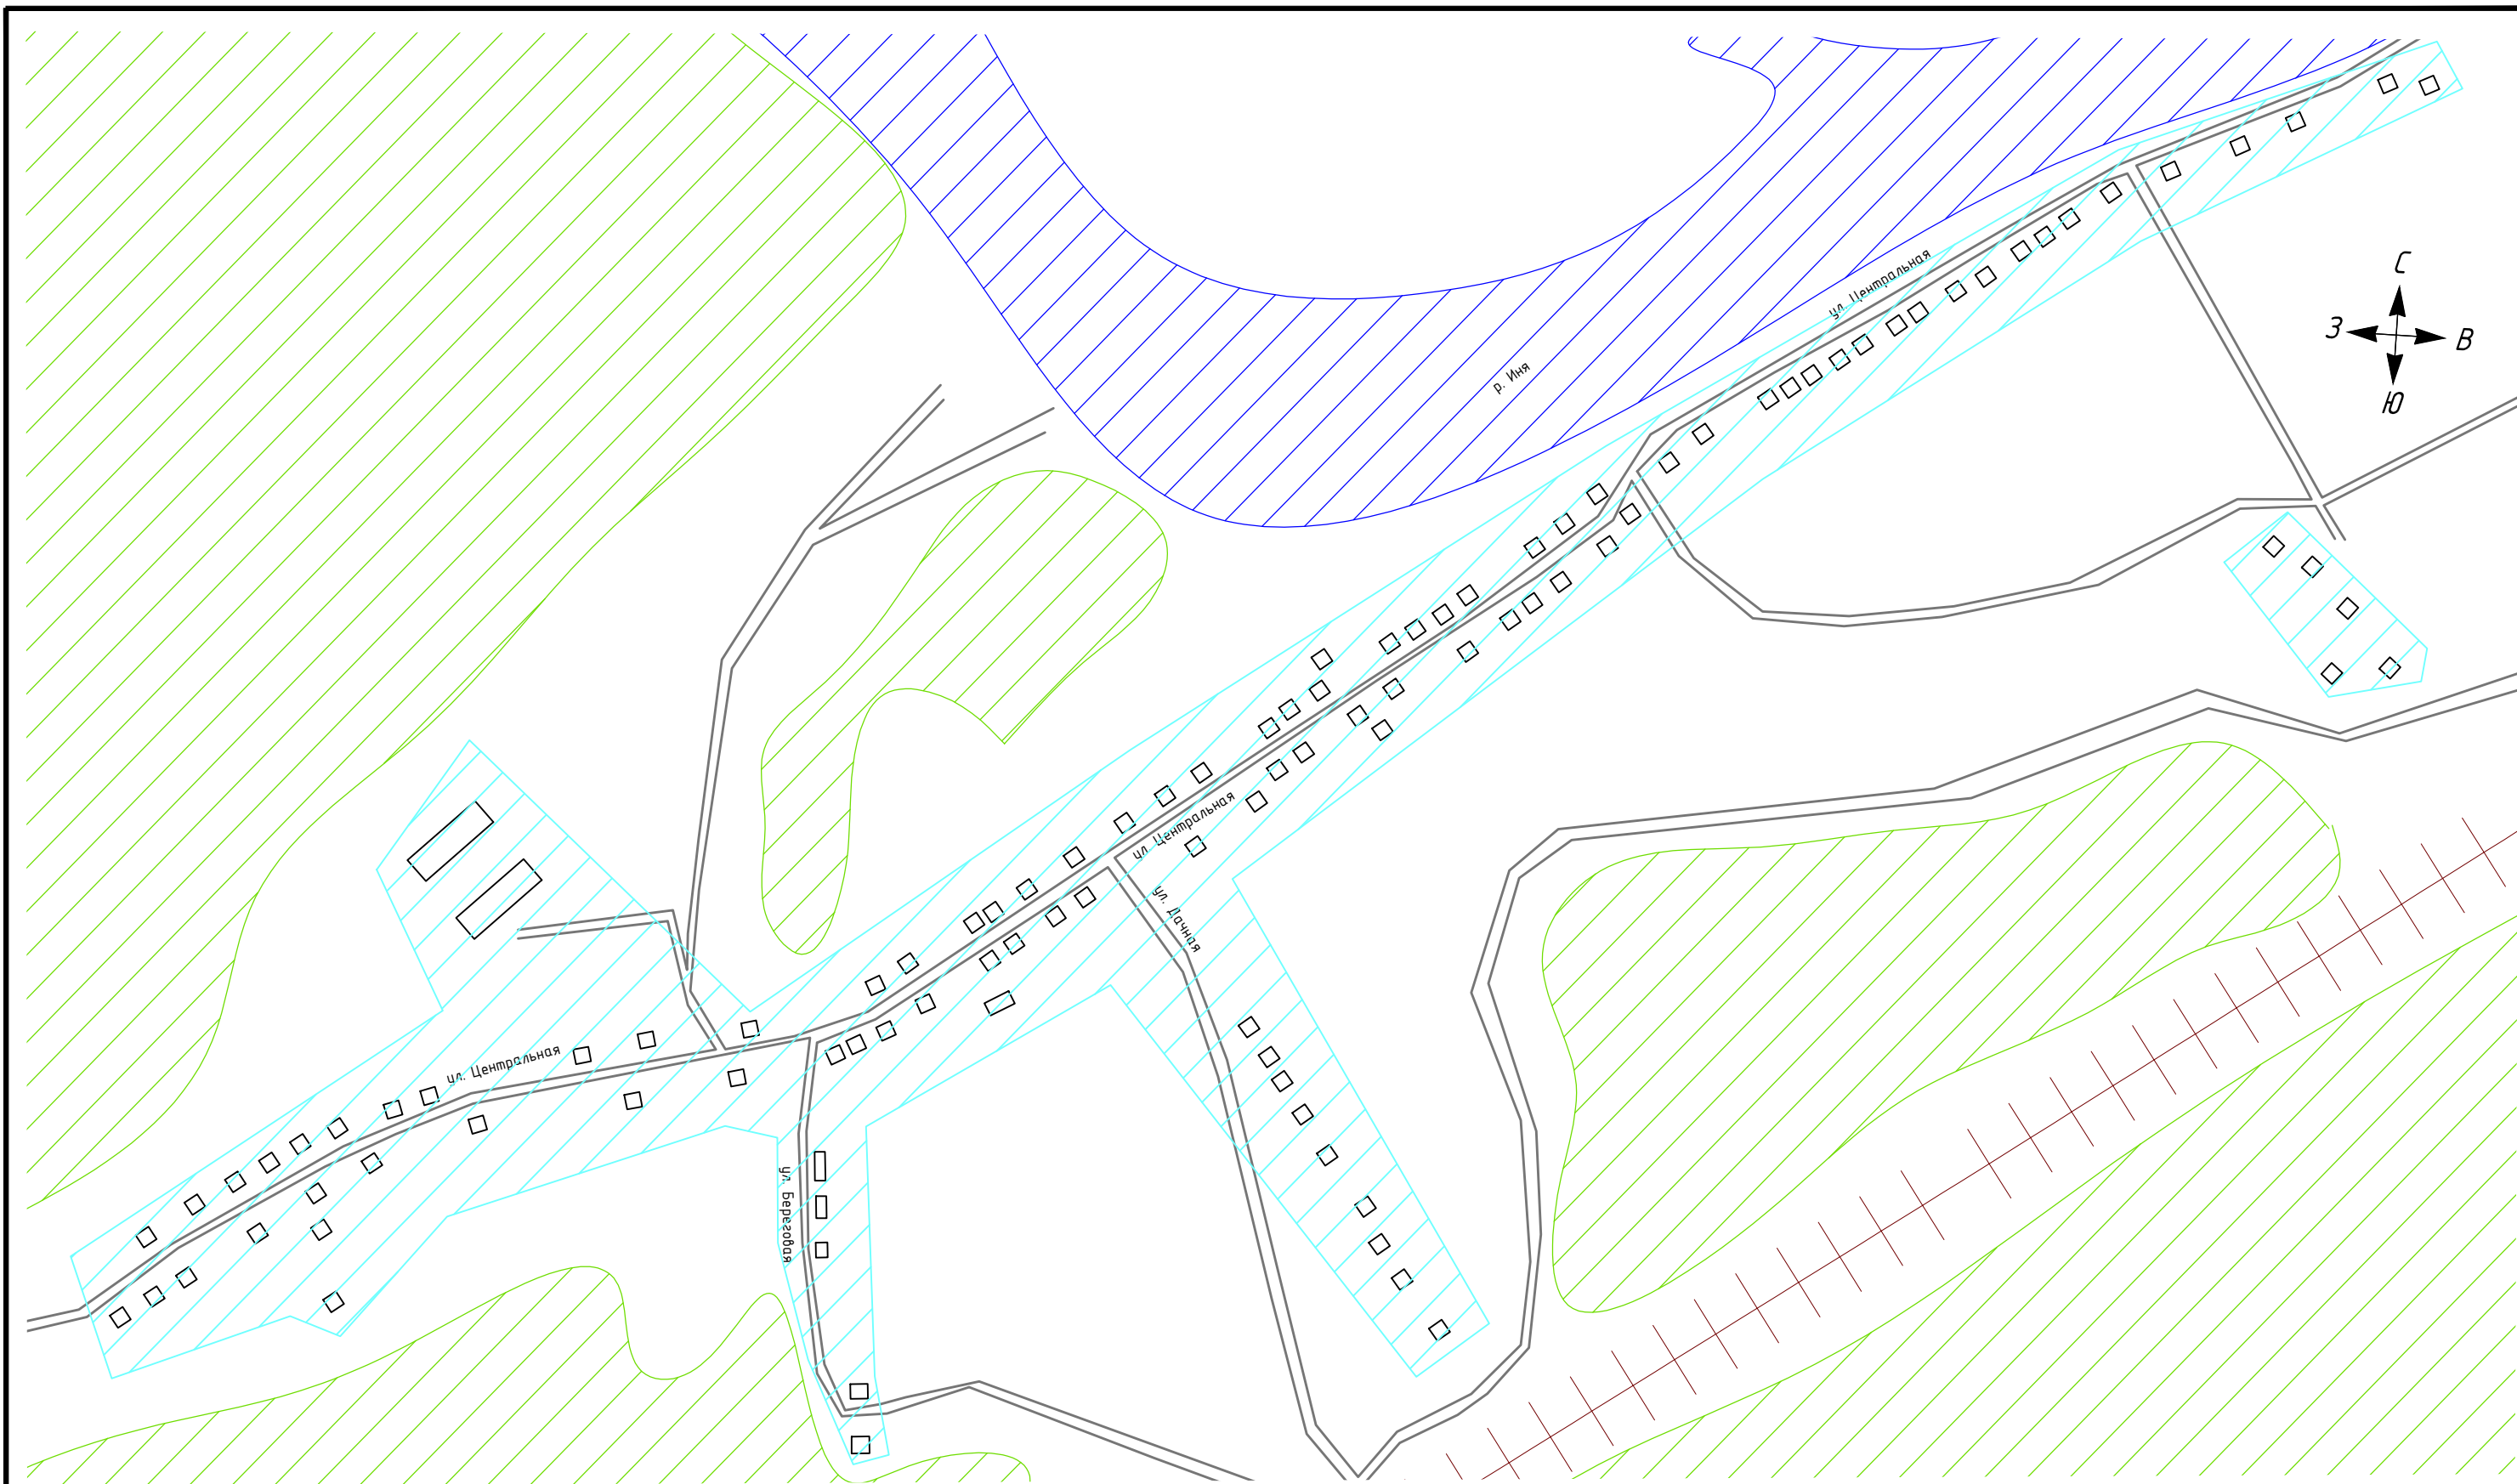 ул. Центральная
С
З
В
Ю
р. Иня
ул. Центральная
ул. Дачная
ул. Центральная
ул. Береговая